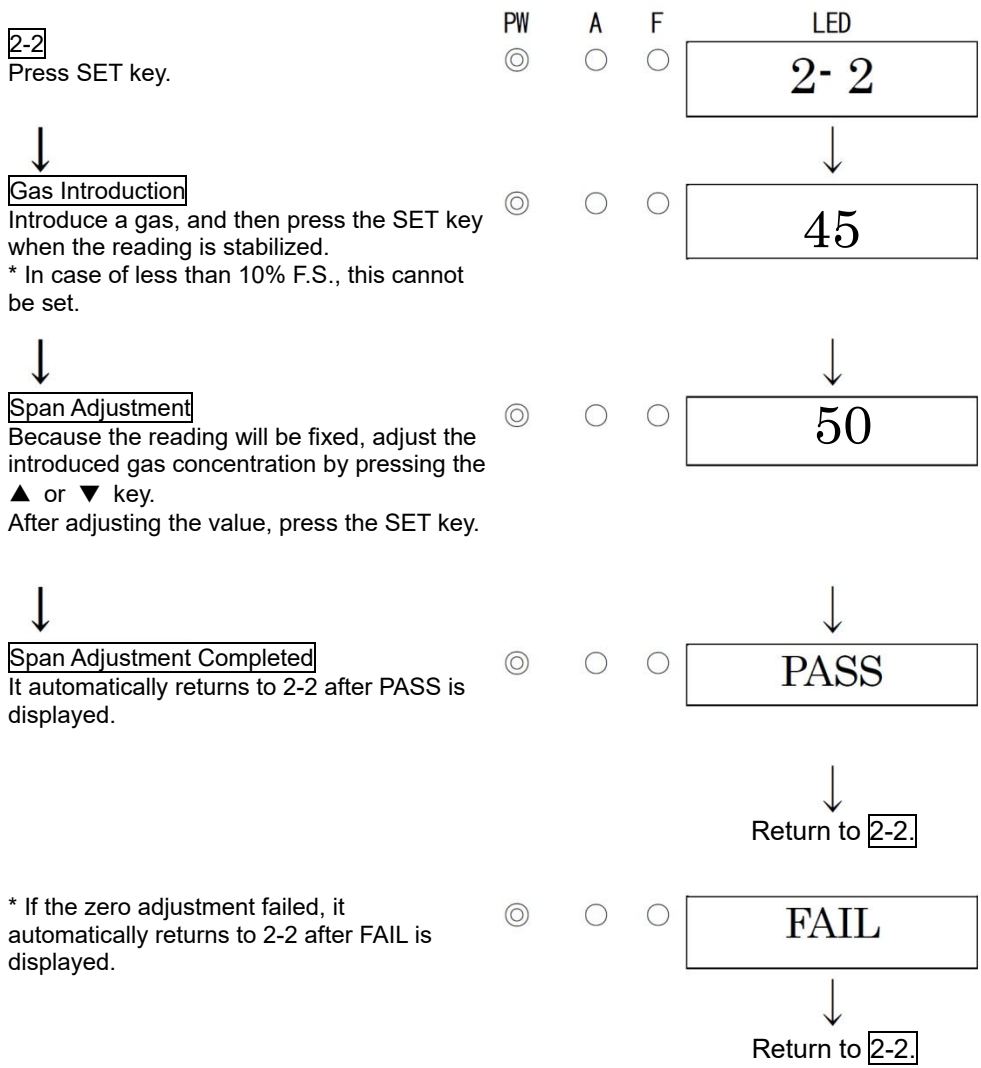 PW A F LED
2-2
Press SET key.
2- 2
↓ ↓
Gas Introduction
Introduce a gas, and then press the SET key
when the reading is stabilized.
* In case of less than 10% F.S., this cannot
be set.
45
↓ ↓
Span Adjustment
Because the reading will be fixed, adjust the
introduced gas concentration by pressing the
▲ or ▼ key.
After adjusting the value, press the SET key.
50
↓ ↓
Span Adjustment Completed
It automatically returns to 2-2 after PASS is
displayed.
PASS
↓
Return to 2-2.
* If the zero adjustment failed, it
automatically returns to 2-2 after FAIL is
displayed.
FAIL
↓
Return to 2-2.